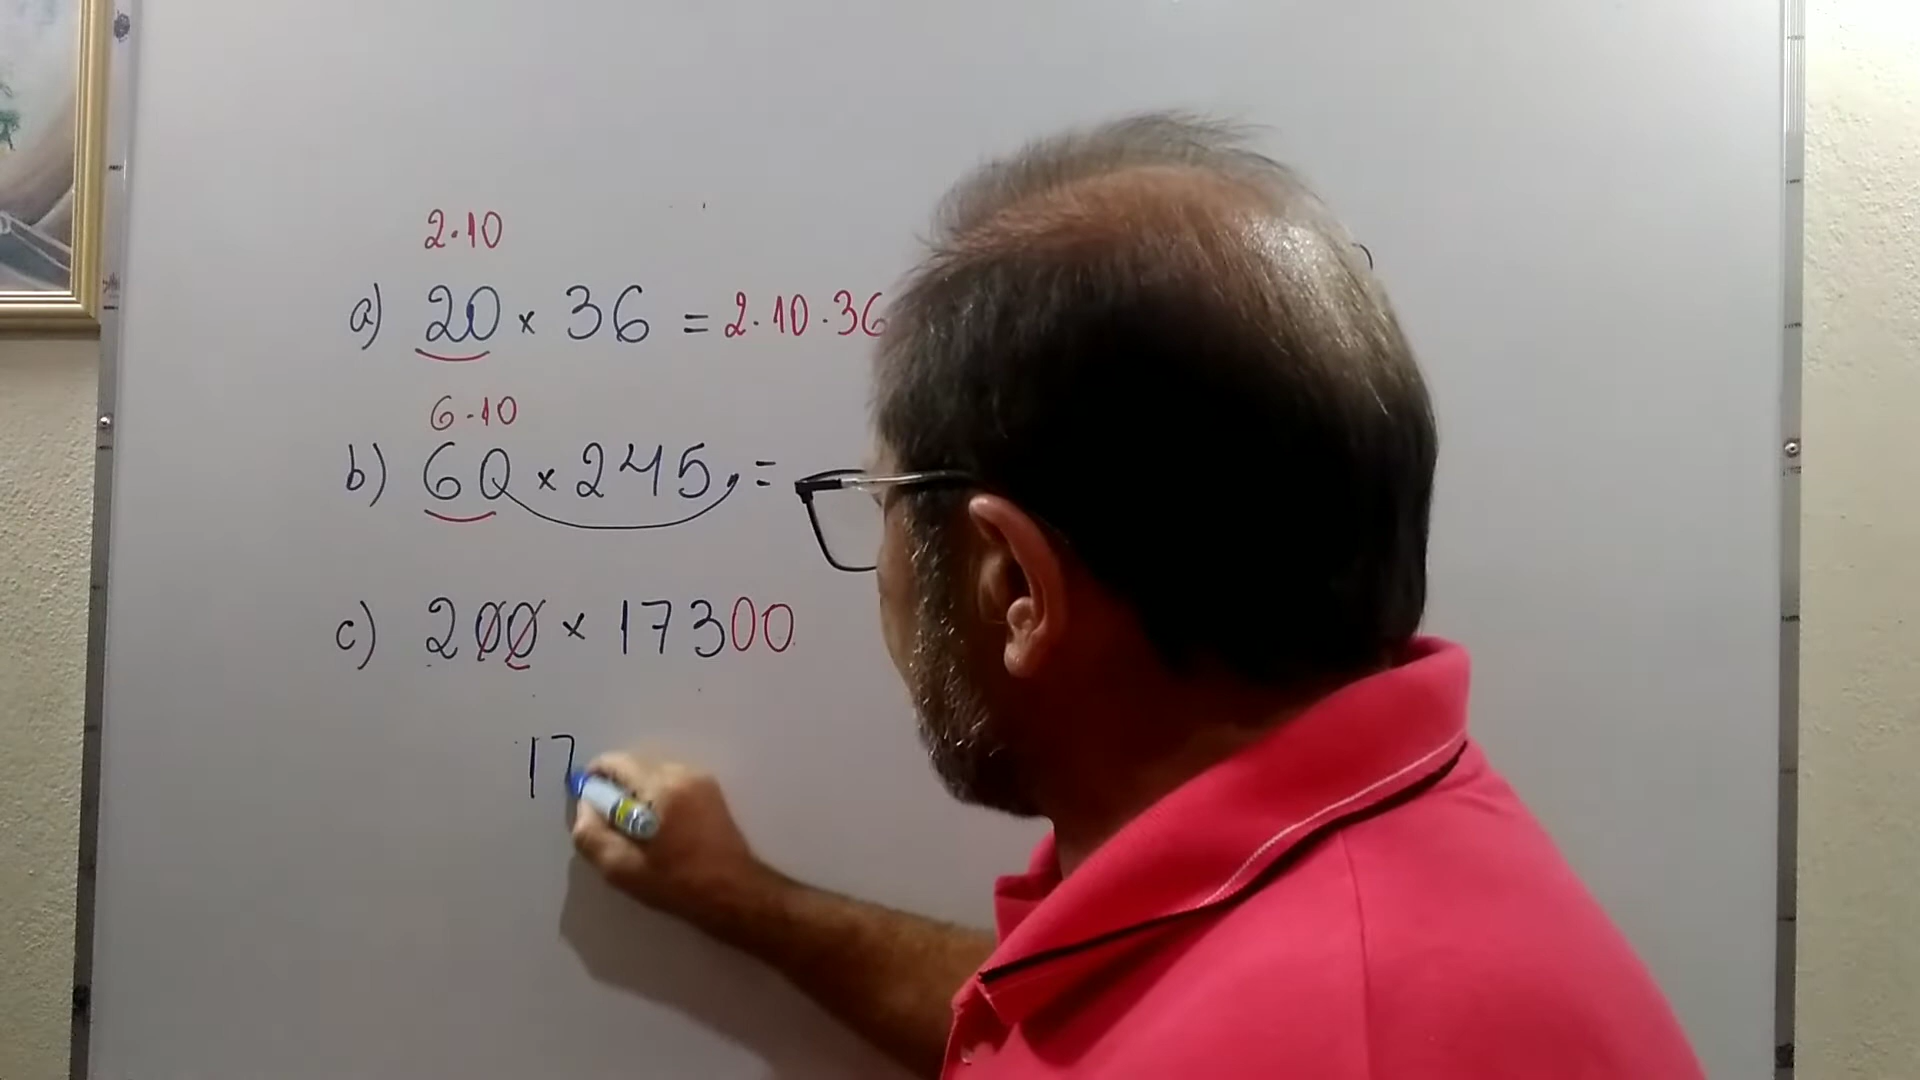 2·10
a) 20 × 36 = 2·10·36
6·10
b) 60 × 245, =
c) 200 × 17300
17